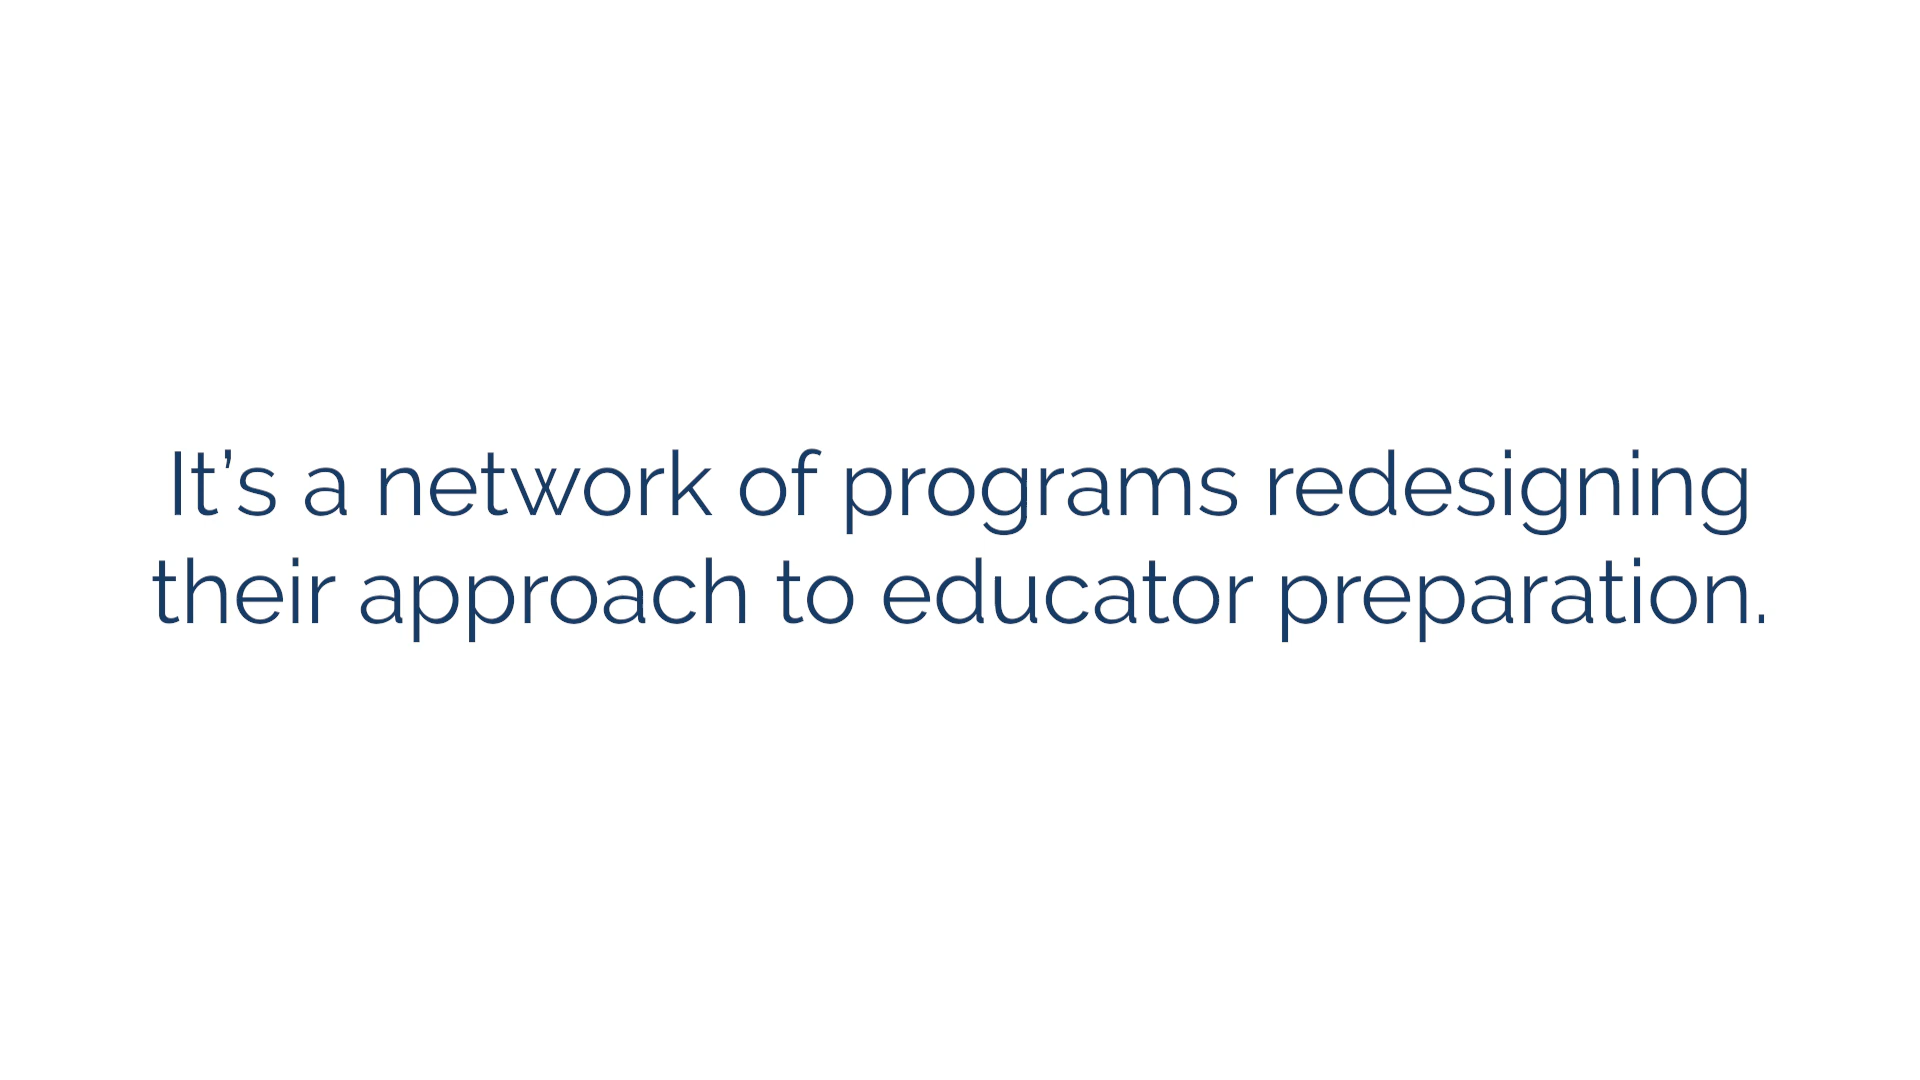 It’s a network of programs redesigning
their approach to educator preparation.